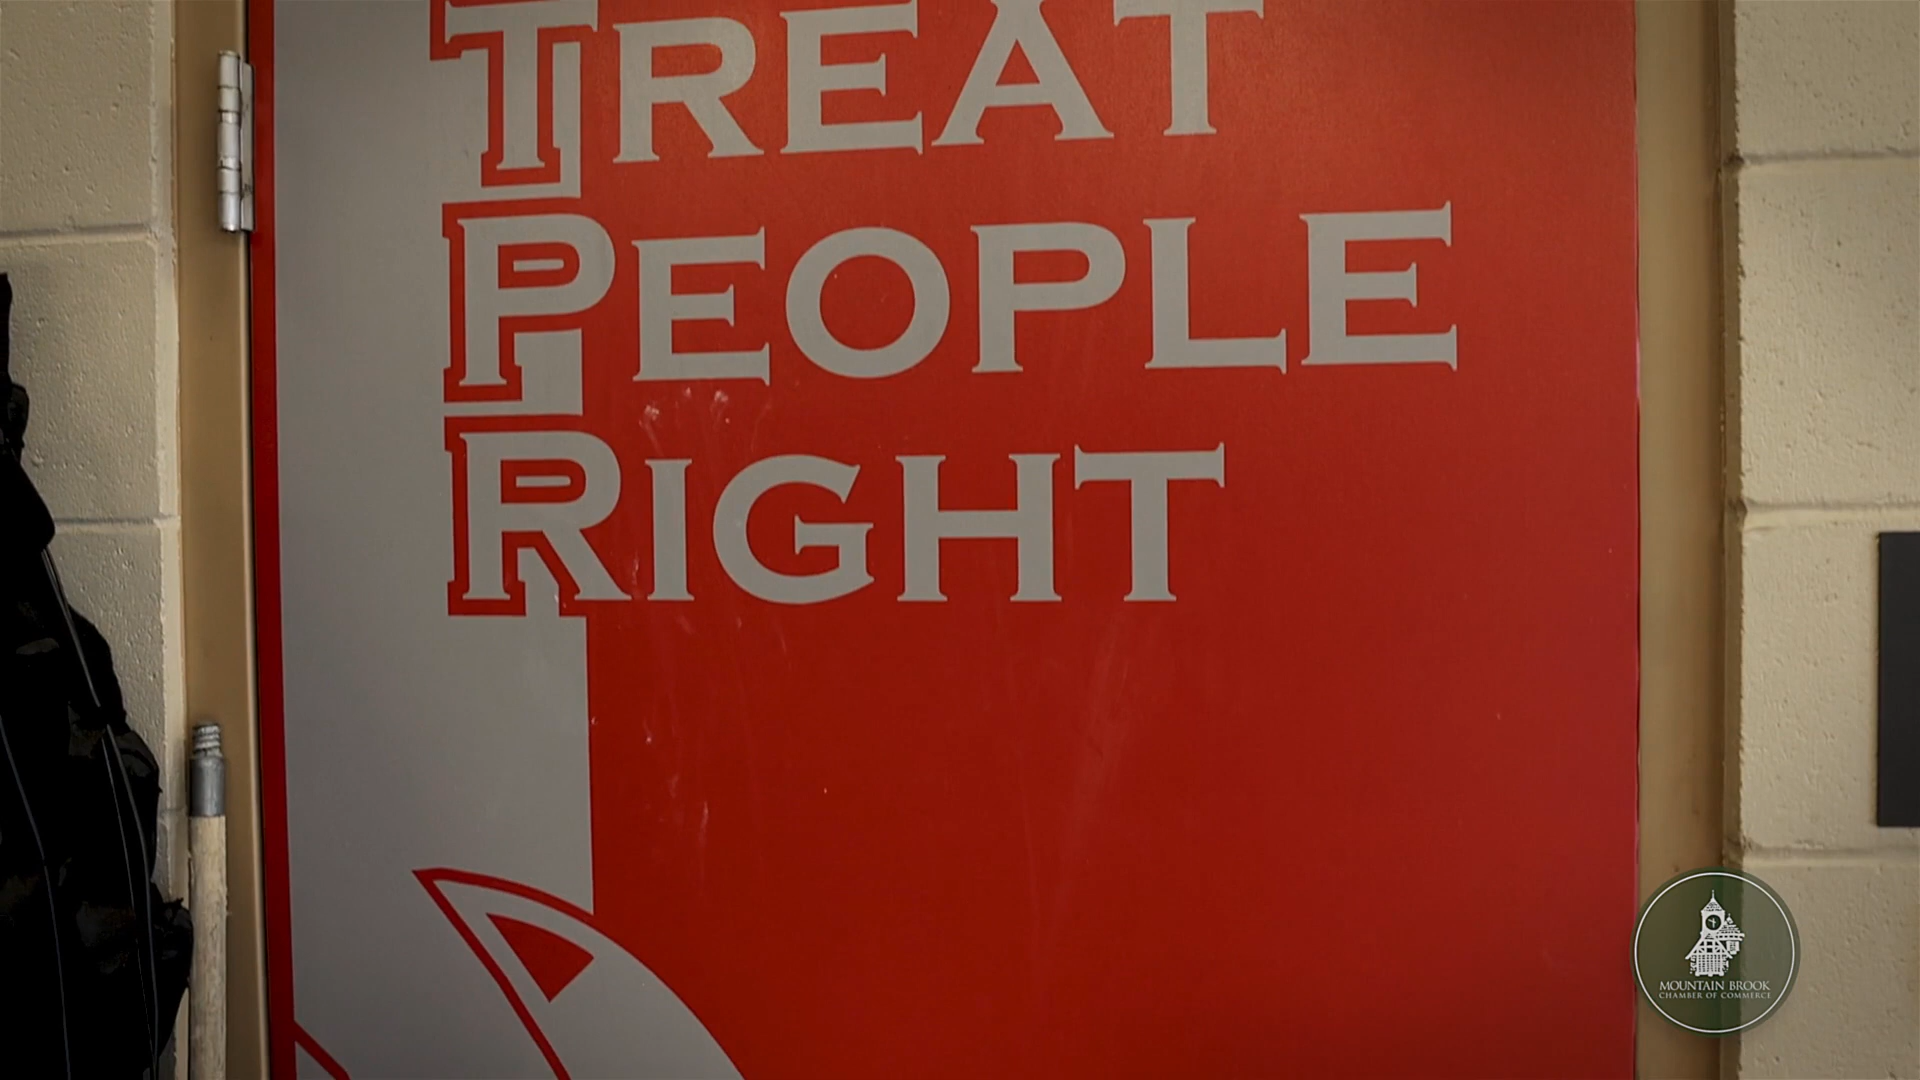 TREAT
PEOPLE
RIGHT
MOUNTAIN BROOK
CHAMBER OF COMMERCE